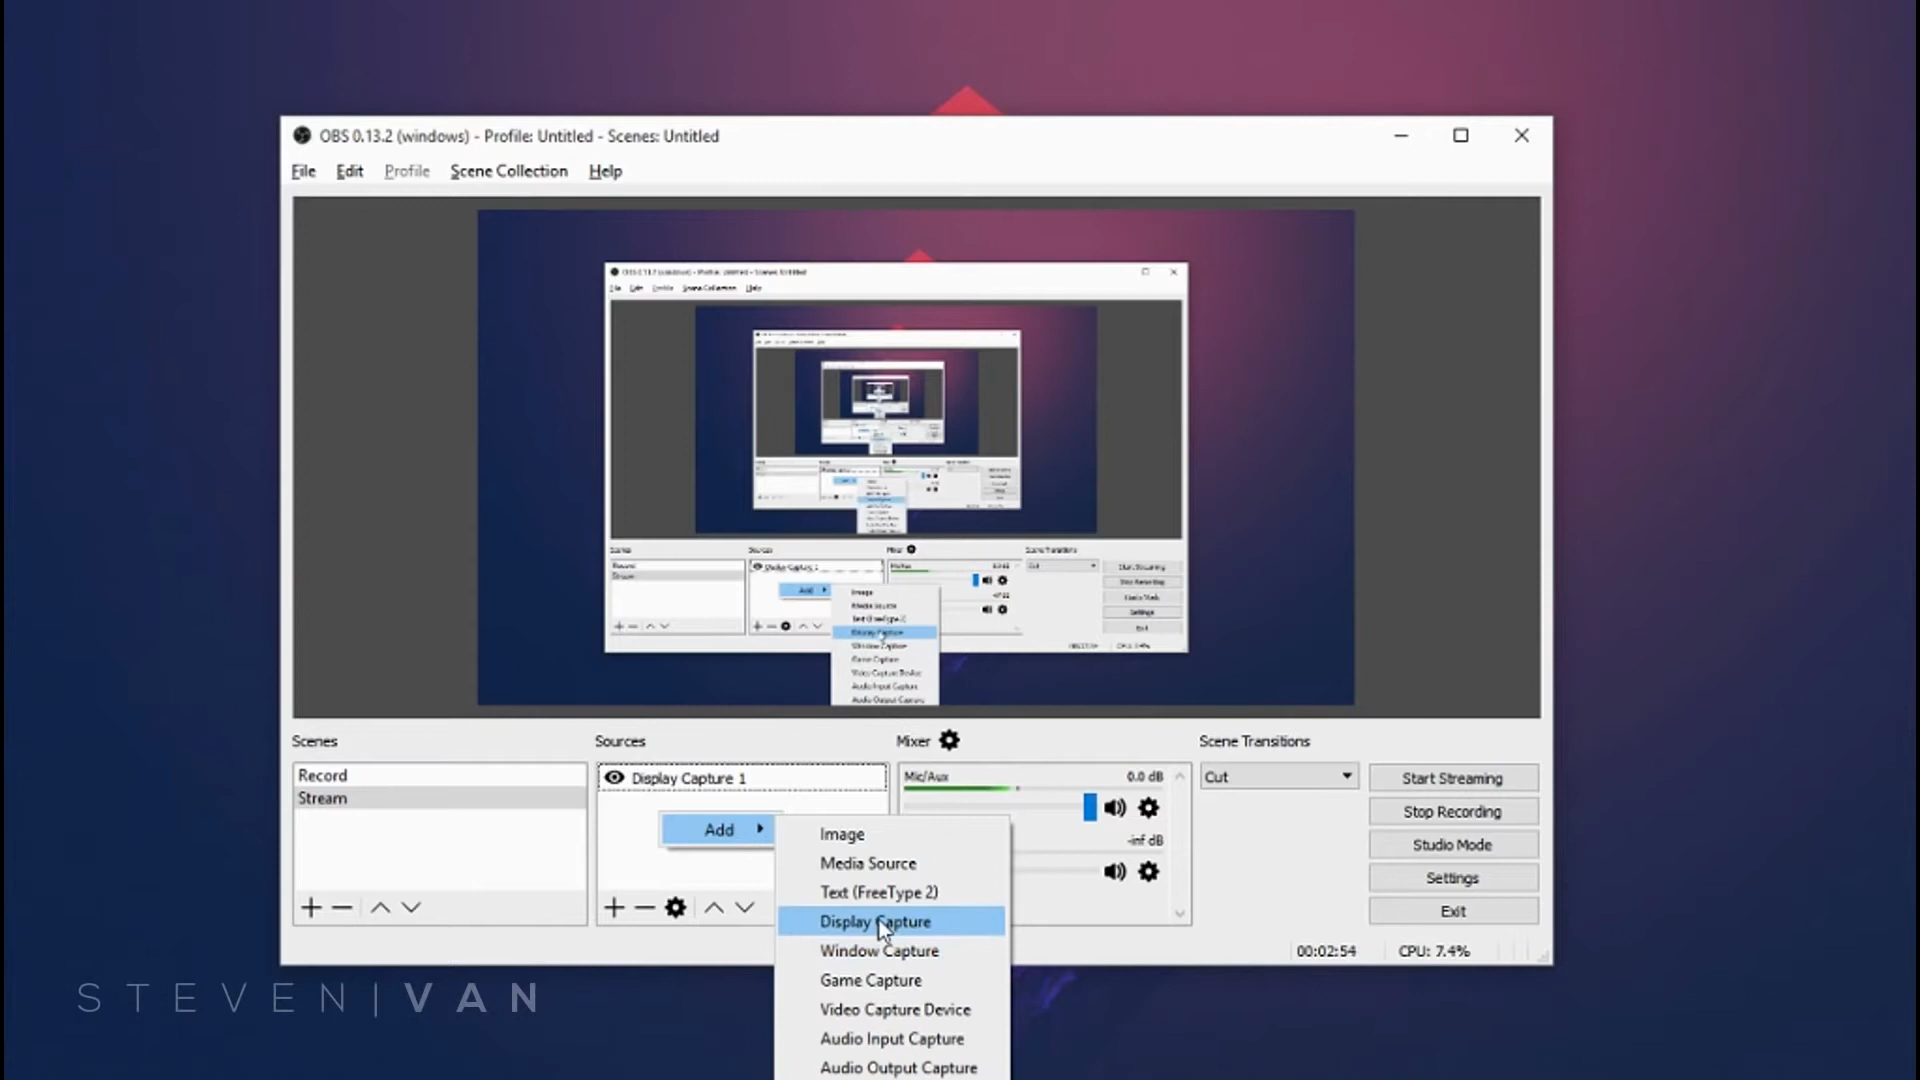 OBS 0.13.2 (windows) - Profile: Untitled - Scenes: Untitled
File Edit Profile Scene Collection Help
Scenes
Record
Stream
Sources
Display Capture 1
Add
Image
Media Source
Text (FreeType 2)
Display Capture
Window Capture
Game Capture
Video Capture Device
Audio Input Capture
Audio Output Capture
Mixer
Mic/Aux 0.0 dB
-inf dB
Scene Transitions
Cut
Start Streaming
Stop Recording
Studio Mode
Settings
Exit
00:02:54 CPU: 7.4%
STEVEN|VAN